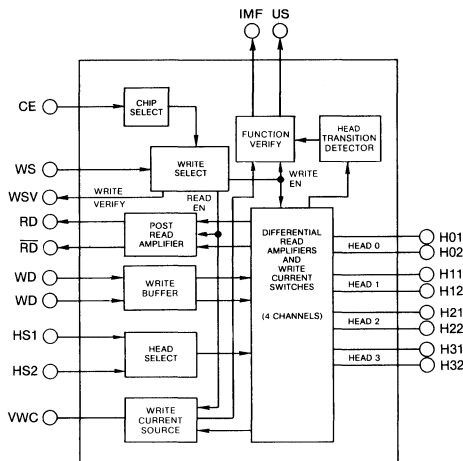 IMF US
CE
CHIP
SELECT
FUNCTION
VERIFY
HEAD
TRANSITION
DETECTOR
WS
WRITE
SELECT
WRITE
EN
WSV
WRITE
VERIFY
READ
EN
RD
POST
READ
AMPLIFIER
R̅D̅
DIFFERENTIAL
READ
AMPLIFIERS
AND
WRITE
CURRENT
SWITCHES
(4 CHANNELS)
HEAD 0
H01
H02
WD
WRITE
BUFFER
WD
HEAD 1
H11
H12
HS1
HEAD
SELECT
HS2
HEAD 2
H21
H22
HEAD 3
H31
H32
VWC
WRITE
CURRENT
SOURCE